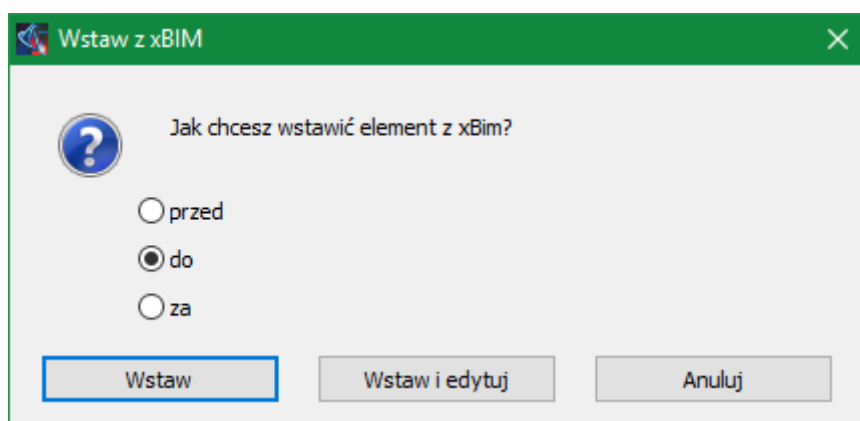 Wstaw z xBIM
Jak chcesz wstawić element z xBim?
przed
do
za
Wstaw Wstaw i edytuj Anuluj